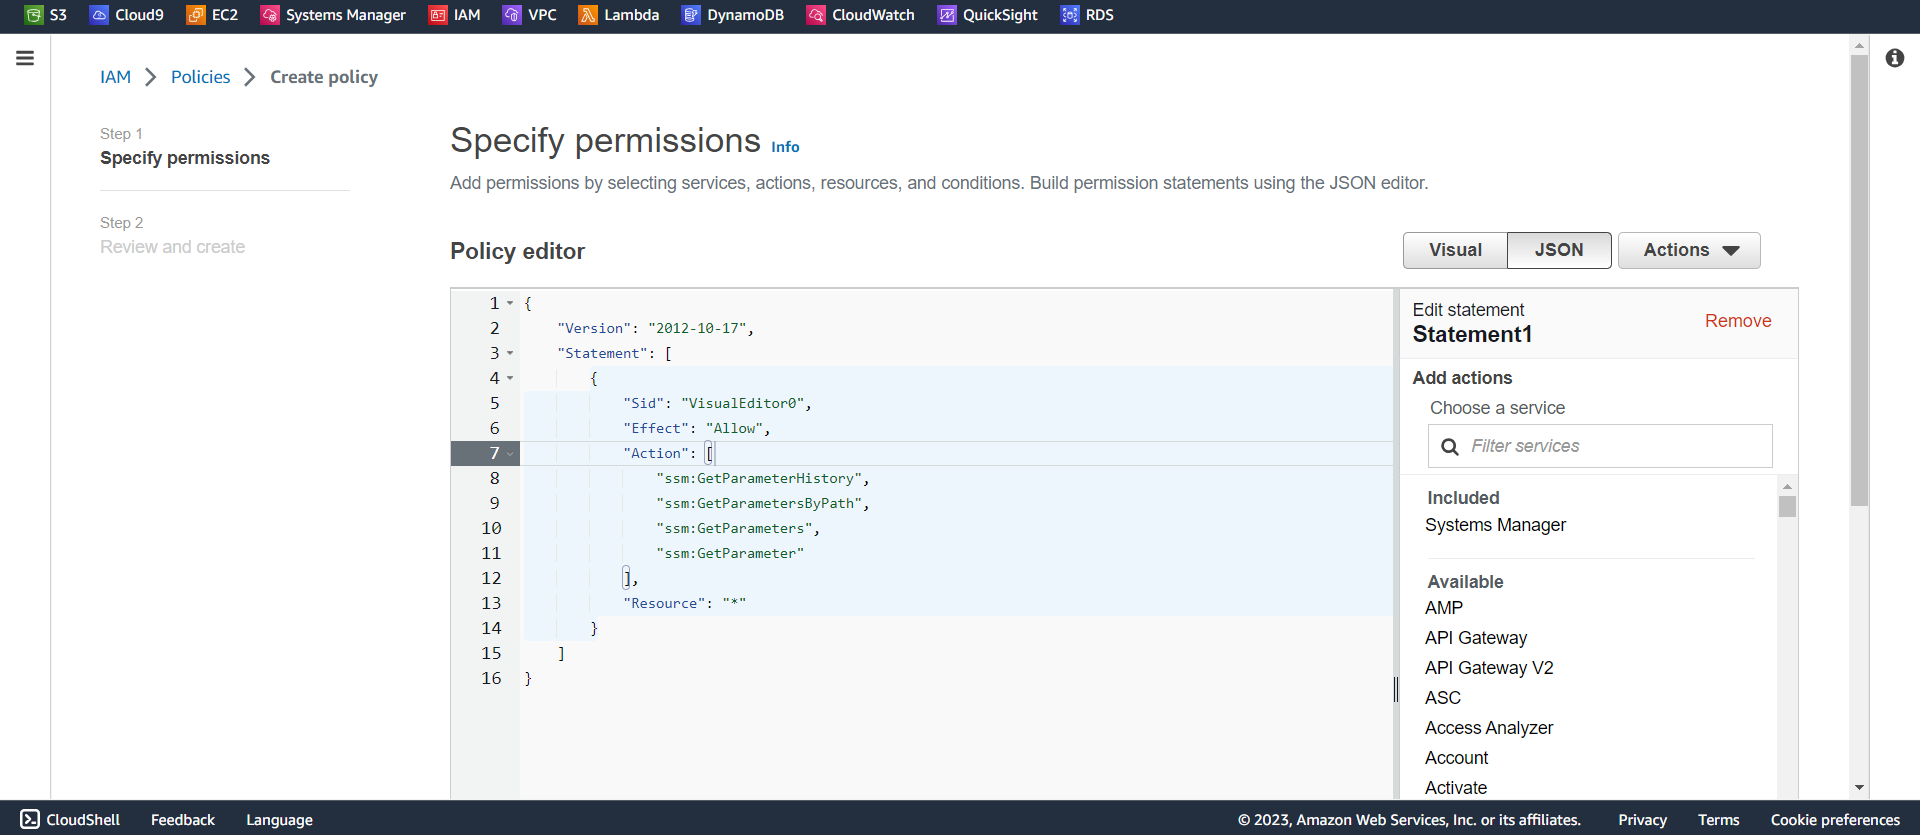 S3 Cloud9 EC2 Systems Manager IAM VPC Lambda DynamoDB CloudWatch QuickSight RDS
IAM Policies Create policy
Step 1
Specify permissions
Step 2
Review and create
Specify permissions Info
Add permissions by selecting services, actions, resources, and conditions. Build permission statements using the JSON editor.
Policy editor
Visual JSON Actions
1 {
2 "Version": "2012-10-17",
3 "Statement": [
4 {
5 "Sid": "VisualEditor0",
6 "Effect": "Allow",
7 "Action": [
8 "ssm:GetParameterHistory",
9 "ssm:GetParametersByPath",
10 "ssm:GetParameters",
11 "ssm:GetParameter"
12 ],
13 "Resource": "*"
14 }
15 ]
16 }
Edit statement
Statement1
Remove
Add actions
Choose a service
Filter services
Included
Systems Manager
Available
AMP
API Gateway
API Gateway V2
ASC
Access Analyzer
Account
Activate
CloudShell Feedback Language © 2023, Amazon Web Services, Inc. or its affiliates. Privacy Terms Cookie preferences